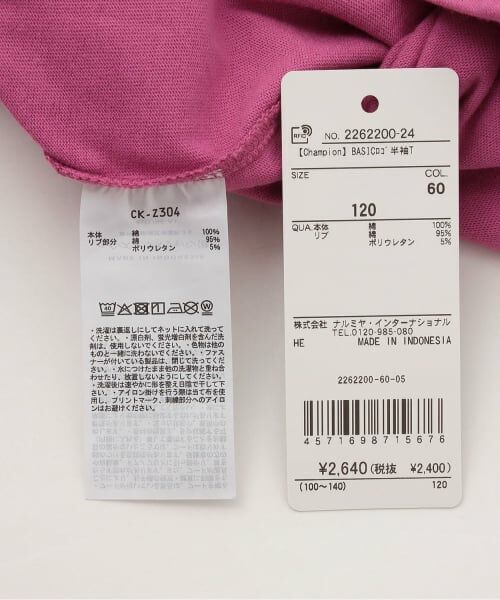 CK-Z304
本体 綿 100%
リブ部分 綿 95%
ポリウレタン 5%
MADE IN INDONESIA
40
・洗濯は裏返しにしてネットに入れて洗って
ください。・漂白剤、蛍光増白剤を含んだ洗
剤は、使用しないでください。・色物は他の
ものと一緒に洗わないでください。・ファス
ナーが付いている製品は、閉じて洗ってくだ
さい。・水につけたまま他の洗濯物と重ね合
わせたり、放置しないようにしてください。
・洗濯後は速やかに形を整え日陰で干して下
さい。・アイロン掛けを行う際は当て布を使
用し、プリントマーク、刺繍部分へのアイロ
ンはお避けください。
RFID
NO. 2262200-24
【Champion】BASICロゴ半袖T
SIZE COL.
60
120
QUA. 本体 綿 100%
リブ 綿 95%
ポリウレタン 5%
株式会社 ナルミヤ・インターナショナル
TEL.0120-985-080
HE MADE IN INDONESIA
2262200-60-05
4571698715676
¥2,640(税抜 ¥2,400)
(100~140) 120